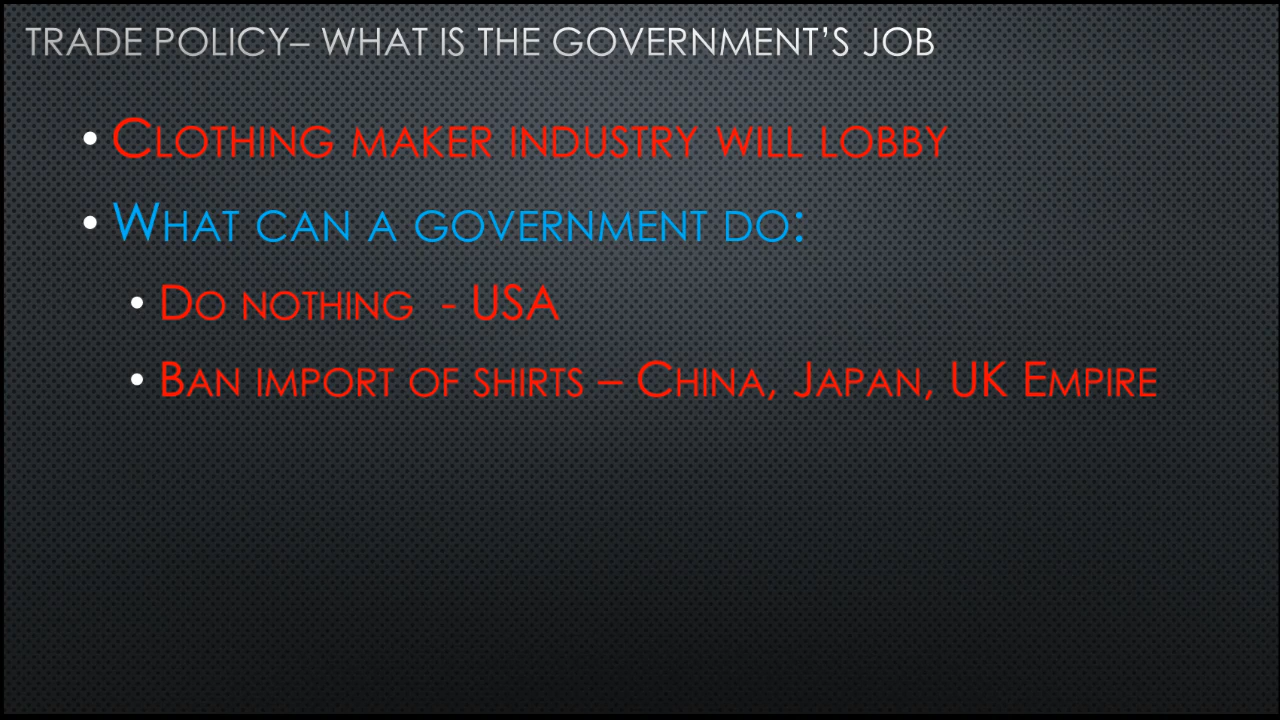 TRADE POLICY– WHAT IS THE GOVERNMENT’S JOB
• CLOTHING MAKER INDUSTRY WILL LOBBY
• WHAT CAN A GOVERNMENT DO:
• DO NOTHING - USA
• BAN IMPORT OF SHIRTS – CHINA, JAPAN, UK EMPIRE